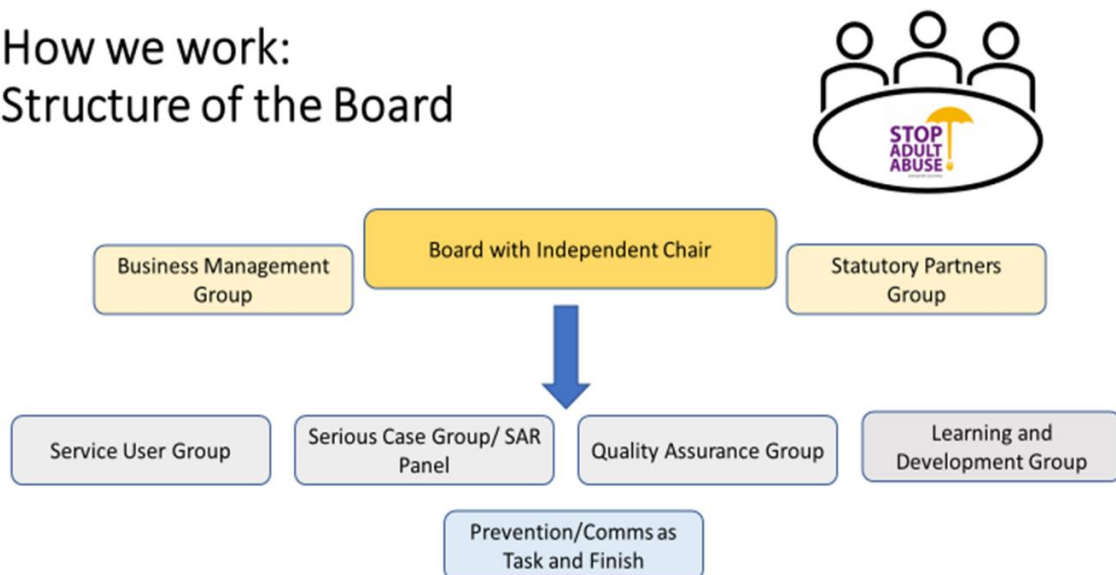 How we work:
Structure of the Board
STOP
ADULT
ABUSE
Board with Independent Chair
Business Management
Group
Statutory Partners
Group
Service User Group
Serious Case Group/ SAR
Panel
Quality Assurance Group
Learning and
Development Group
Prevention/Comms as
Task and Finish